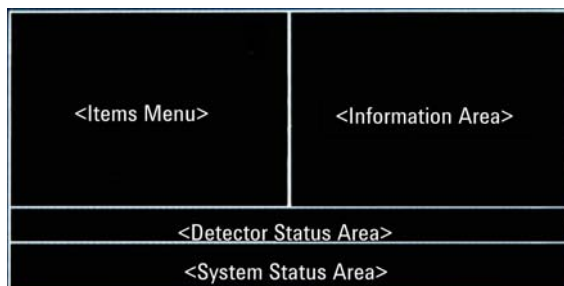 <Items Menu>
<Information Area>
<Detector Status Area>
<System Status Area>